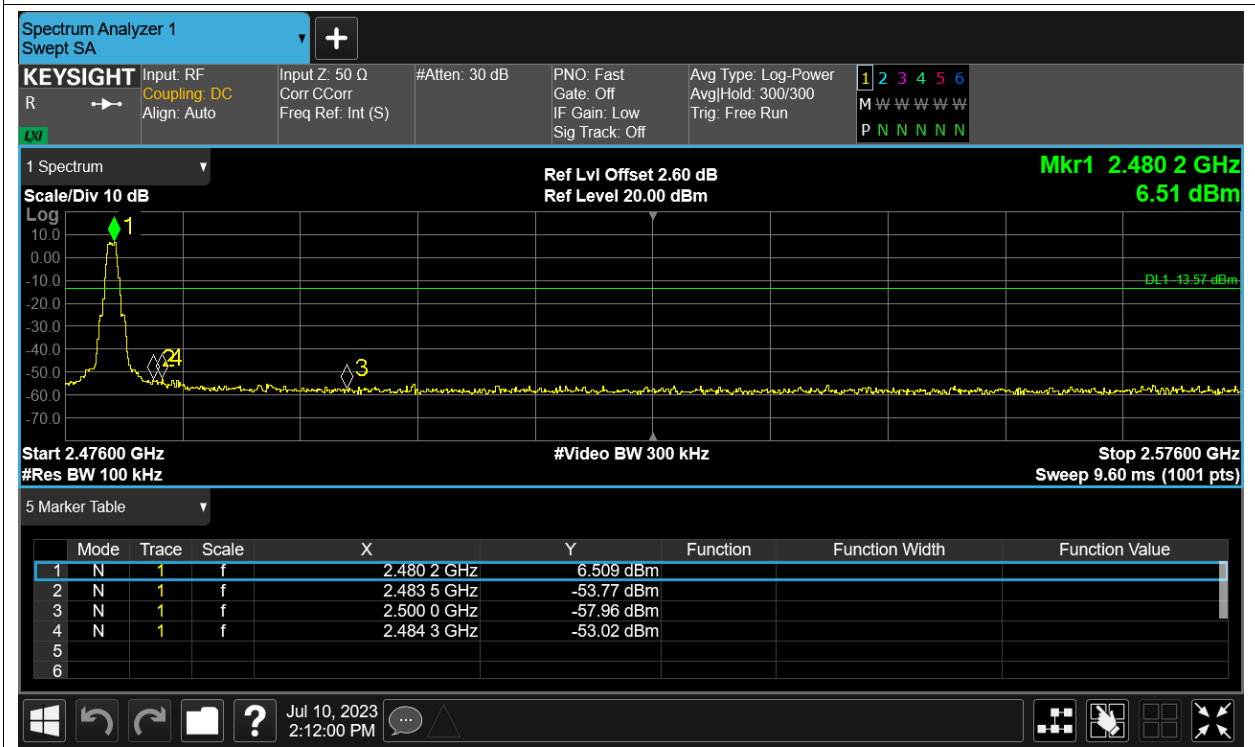 Spectrum Analyzer 1
Swept SA
KEYSIGHT Input: RF Input Z: 50 Ω #Atten: 30 dB PNO: Fast Avg Type: Log-Power 1 2 3 4 5 6
R Coupling: DC Corr CCorr Gate: Off Avg|Hold: 300/300 M W W W W W
Align: Auto Freq Ref: Int (S) IF Gain: Low Trig: Free Run
LXI Sig Track: Off P N N N N N
1 Spectrum Ref Lvl Offset 2.60 dB Mkr1 2.480 2 GHz
Scale/Div 10 dB Ref Level 20.00 dBm 6.51 dBm
Log
1
10.0
0.00
-10.0 DL1 -13.57 dBm
-20.0
-30.0
-40.0 2 4
-50.0 3
-60.0
-70.0
Start 2.47600 GHz #Video BW 300 kHz Stop 2.57600 GHz
#Res BW 100 kHz Sweep 9.60 ms (1001 pts)
5 Marker Table
Mode Trace Scale X Y Function Function Width Function Value
1 N 1 f 2.480 2 GHz 6.509 dBm
2 N 1 f 2.483 5 GHz -53.77 dBm
3 N 1 f 2.500 0 GHz -57.96 dBm
4 N 1 f 2.484 3 GHz -53.02 dBm
5
6
? Jul 10, 2023
2:12:00 PM